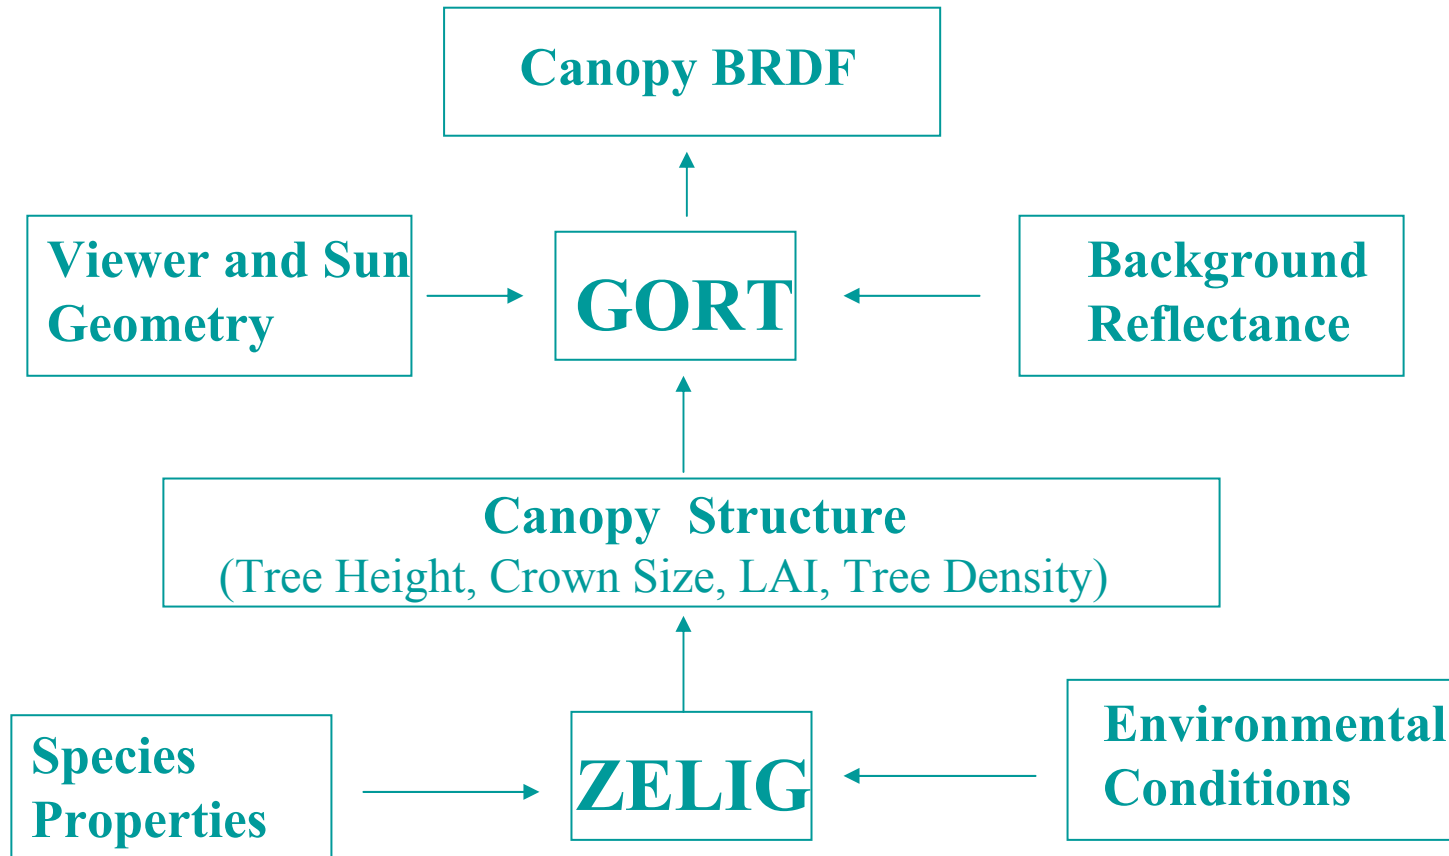 Canopy BRDF
Viewer and Sun
Geometry
GORT
Background
Reflectance
Canopy Structure
(Tree Height, Crown Size, LAI, Tree Density)
Species
Properties
ZELIG
Environmental
Conditions